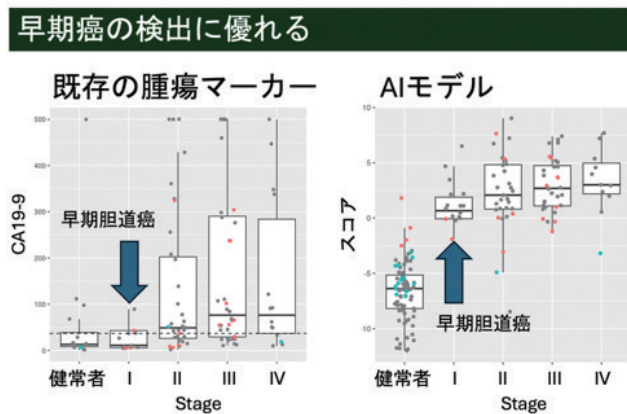 早期癌の検出に優れる
既存の腫瘍マーカー
CA19-9
500
300
200
100
0
早期胆道癌
健常者 I II III IV
Stage
AIモデル
スコア
10
5
0
-5
-10
早期胆道癌
健常者 I II III IV
Stage